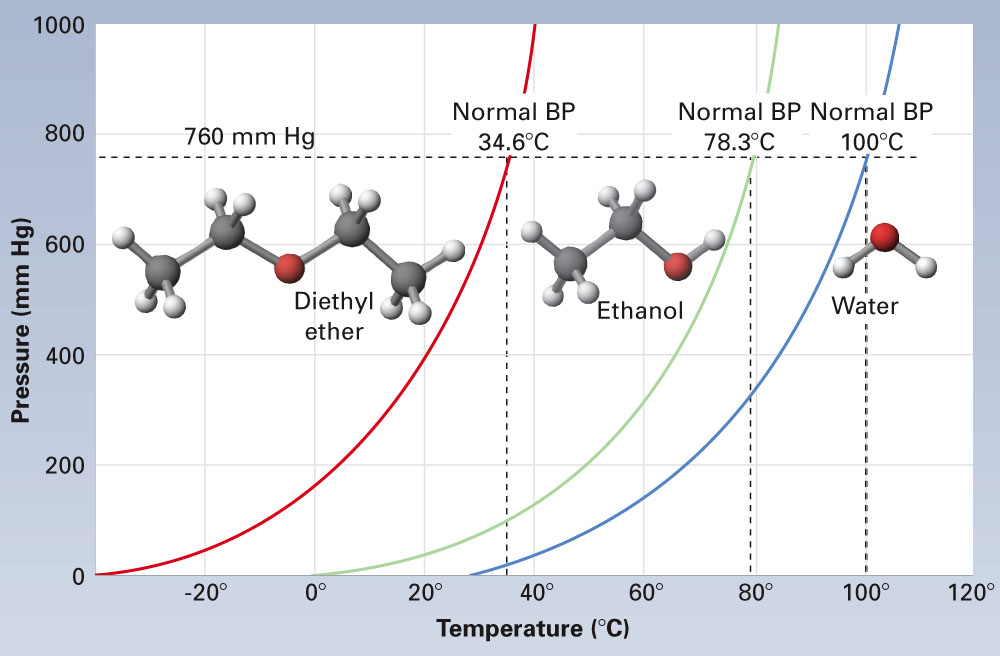 1000
800
600
400
200
0
Pressure (mm Hg)
760 mm Hg
Normal BP
34.6°C
Normal BP
78.3°C
Normal BP
100°C
Diethyl
ether
Ethanol
Water
-20° 0° 20° 40° 60° 80° 100° 120°
Temperature (°C)